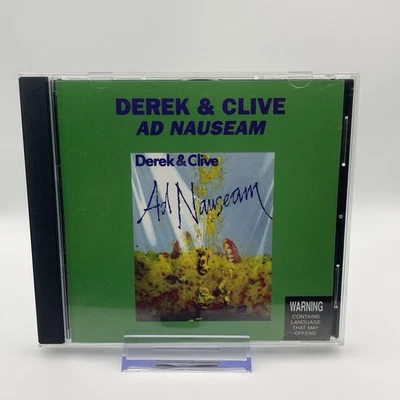 DEREK & CLIVE
AD NAUSEAM
Derek & Clive
Ad Nauseam
WARNING
CONTAINS
LANGUAGE
THAT MAY
OFFEND